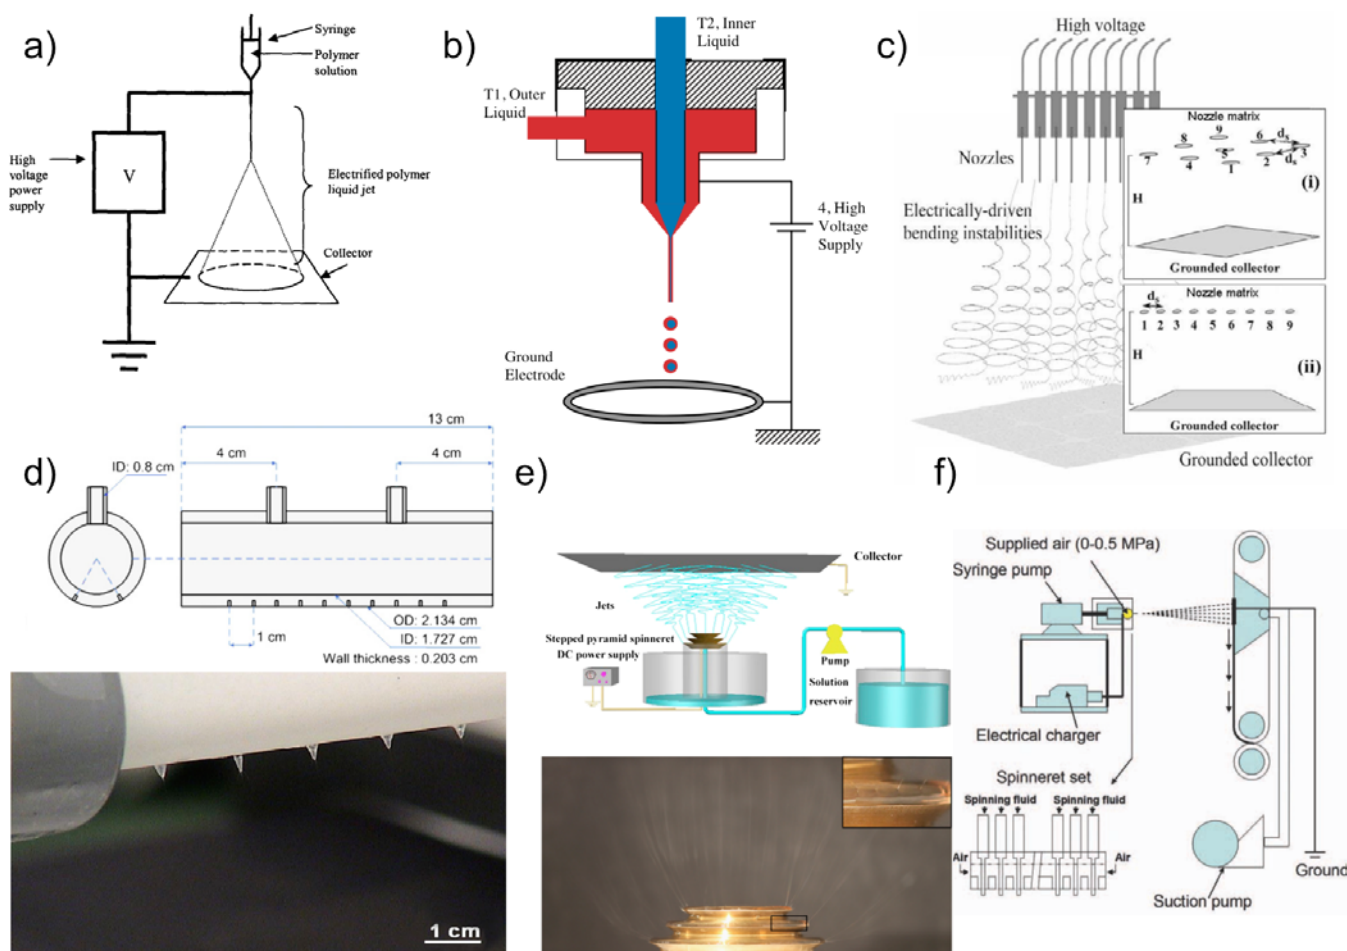 a)
Syringe
Polymer
solution
High
voltage
power
supply
V
Electrified polymer
liquid jet
Collector
b)
T2, Inner
Liquid
T1, Outer
Liquid
4, High
Voltage
Supply
Ground
Electrode
c)
High voltage
Nozzles
Electrically-driven
bending instabilities
Nozzle matrix
9
8
6
ds
7
5
3
4
2
ds
1
(i)
H
Grounded collector
Nozzle matrix
ds
1 2 3 4 5 6 7 8 9
H
(ii)
Grounded collector
Grounded collector
d)
13 cm
4 cm
4 cm
ID: 0.8 cm
1 cm
OD: 2.134 cm
ID: 1.727 cm
Wall thickness : 0.203 cm
1 cm
e)
Collector
Jets
Stepped pyramid spinneret
DC power supply
Pump
Solution
reservoir
f)
Supplied air (0-0.5 MPa)
Syringe pump
Electrical charger
Spinneret set
Spinning fluid Spinning fluid
Air Air
Ground
Suction pump